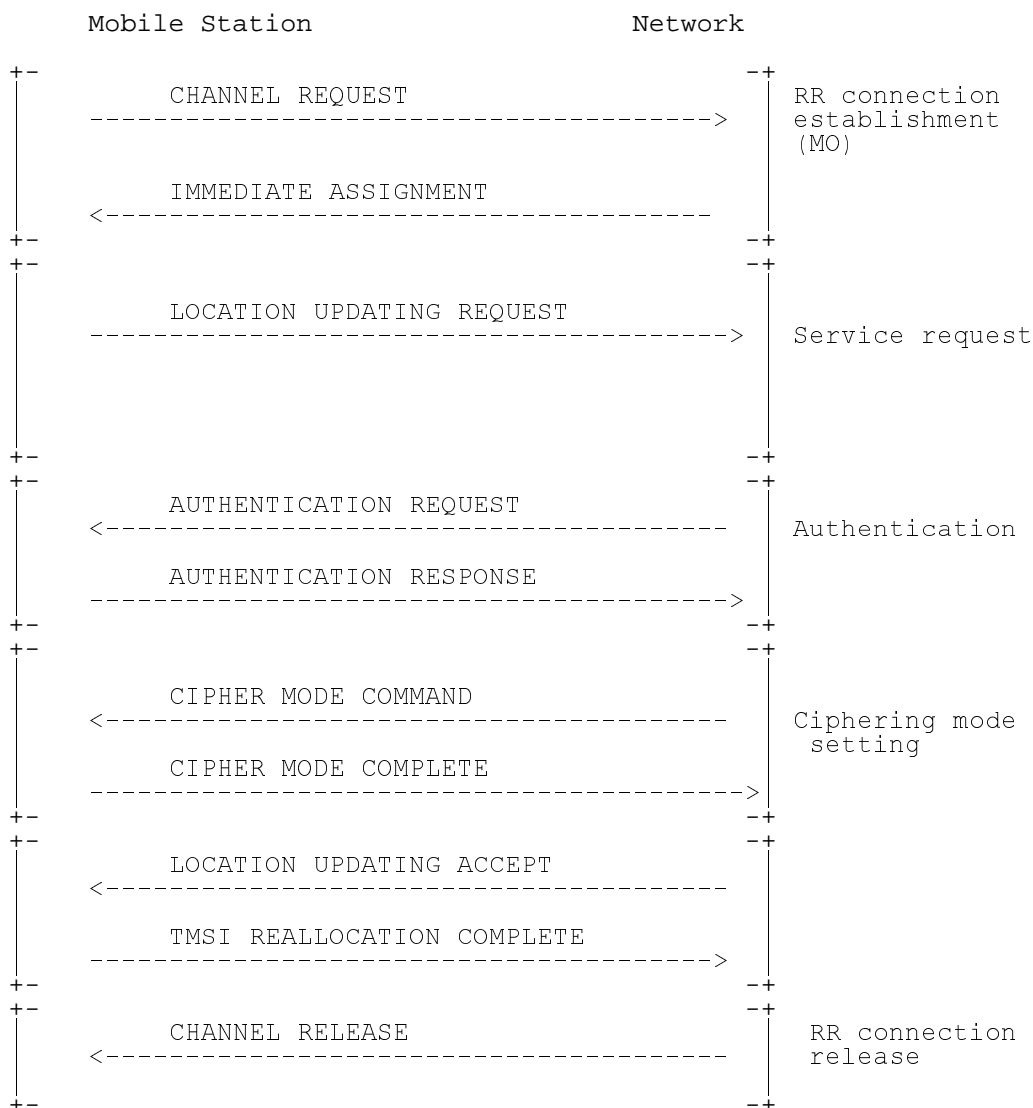 Mobile Station Network
CHANNEL REQUEST
RR connection
establishment
(MO)
IMMEDIATE ASSIGNMENT
LOCATION UPDATING REQUEST
Service request
AUTHENTICATION REQUEST
Authentication
AUTHENTICATION RESPONSE
CIPHER MODE COMMAND
Ciphering mode
setting
CIPHER MODE COMPLETE
LOCATION UPDATING ACCEPT
TMSI REALLOCATION COMPLETE
CHANNEL RELEASE
RR connection
release